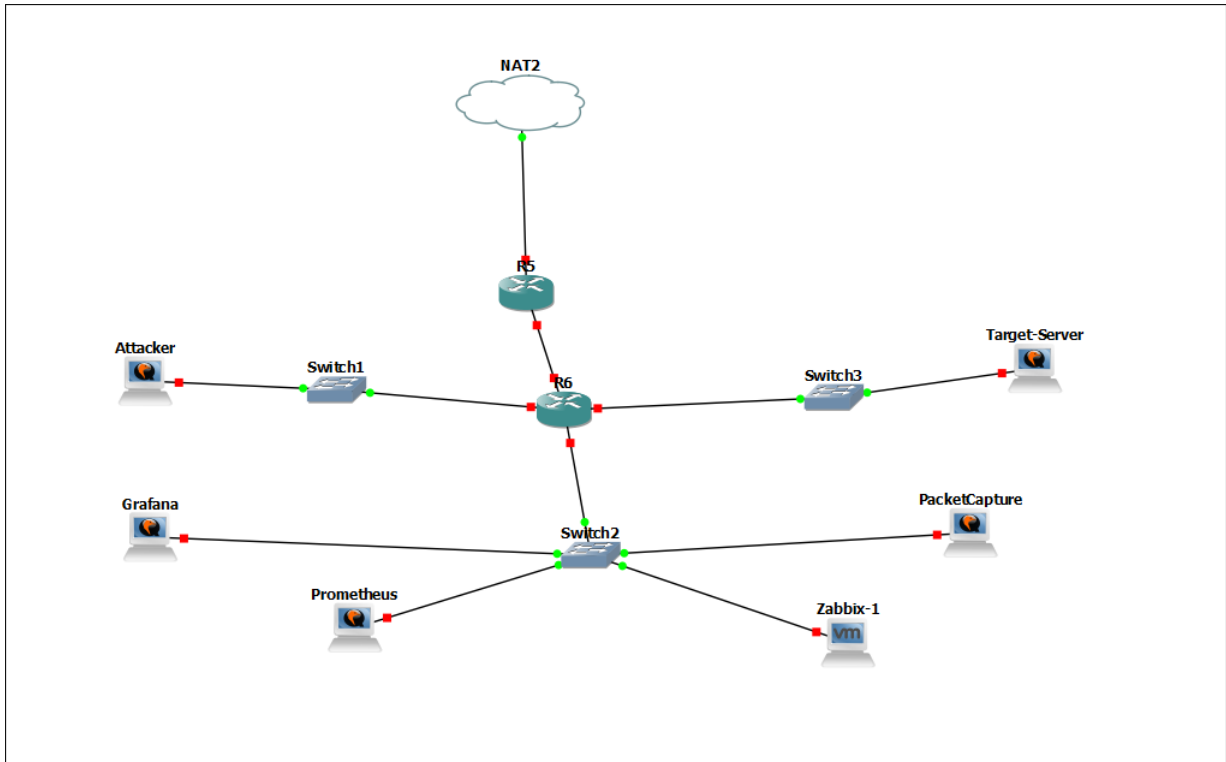 NAT2
R5
Attacker
Switch1
R6
Switch3
Target-Server
Grafana
Switch2
PacketCapture
Prometheus
Zabbix-1
vm